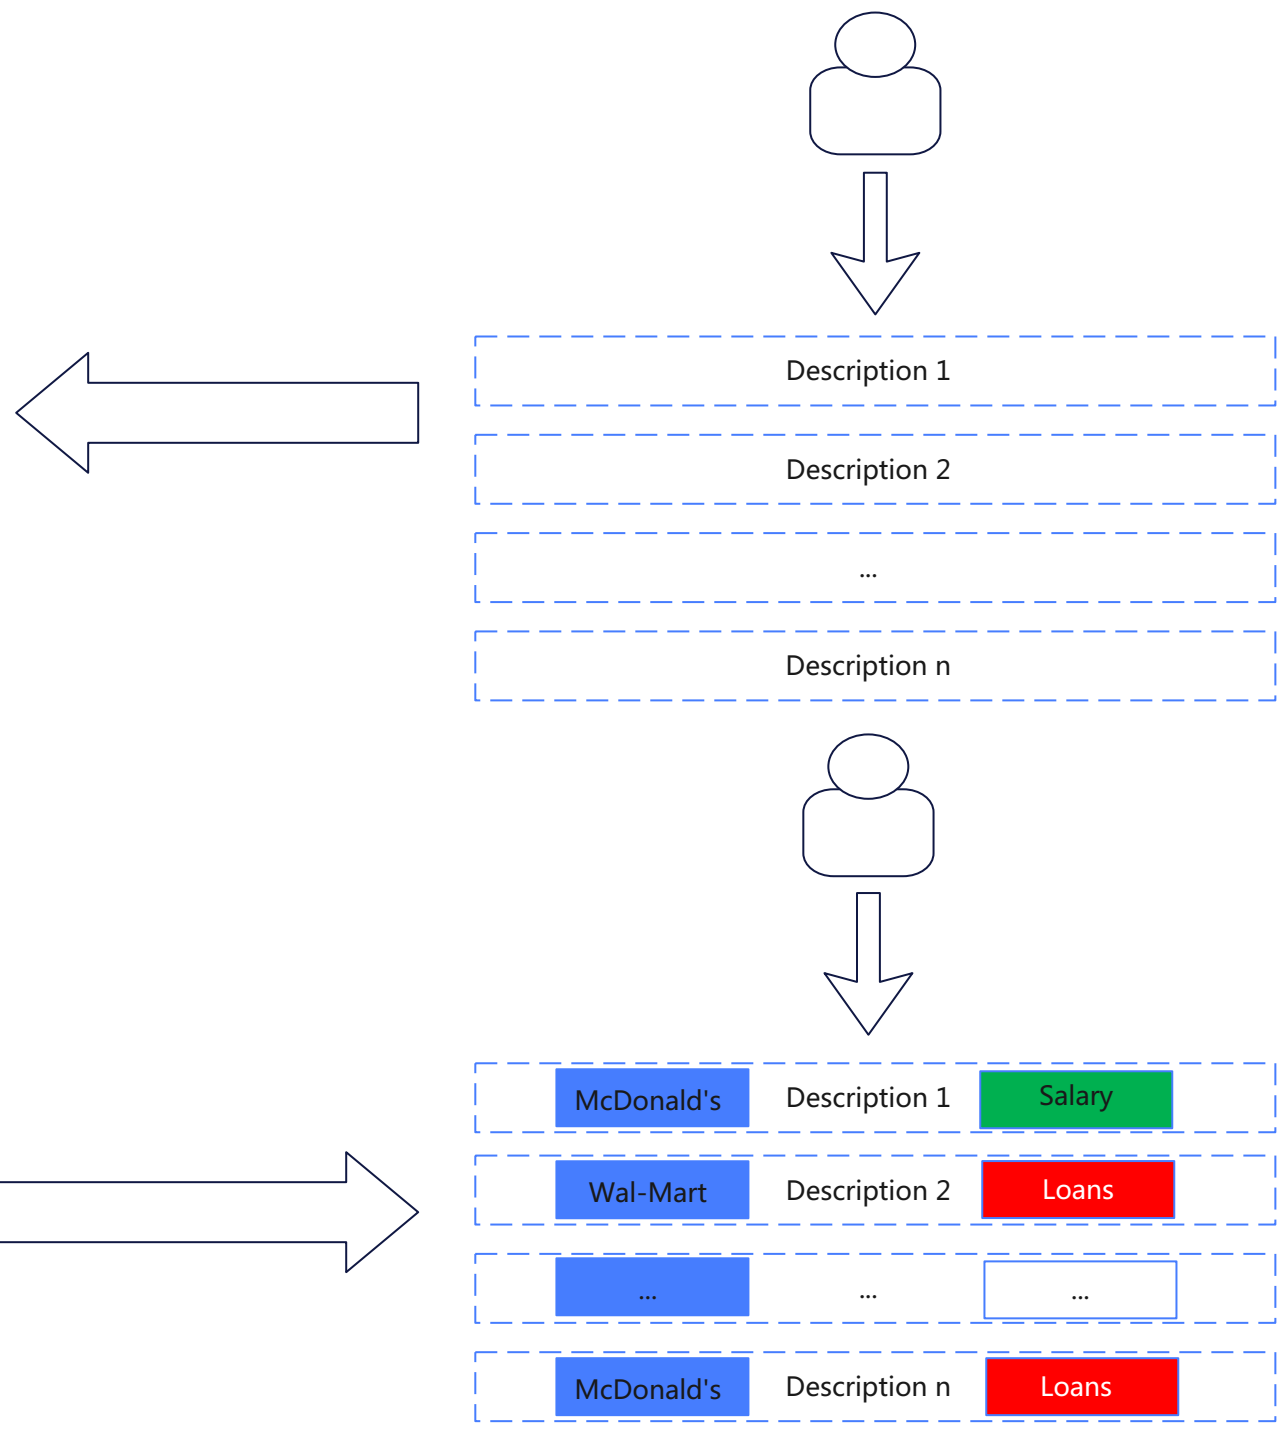 Description 1
Description 2
...
Description n
McDonald's Description 1 Salary
Wal-Mart Description 2 Loans
... ... ...
McDonald's Description n Loans